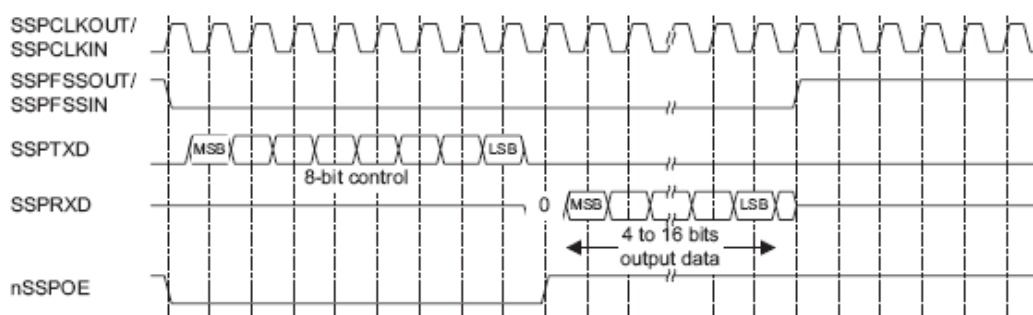 SSPCLKOUT/
SSPCLKIN
SSPFSSOUT/
SSPFSSIN
SSPTXD
MSB
LSB
8-bit control
SSPRXD
0
MSB
LSB
4 to 16 bits
output data
nSSPOE